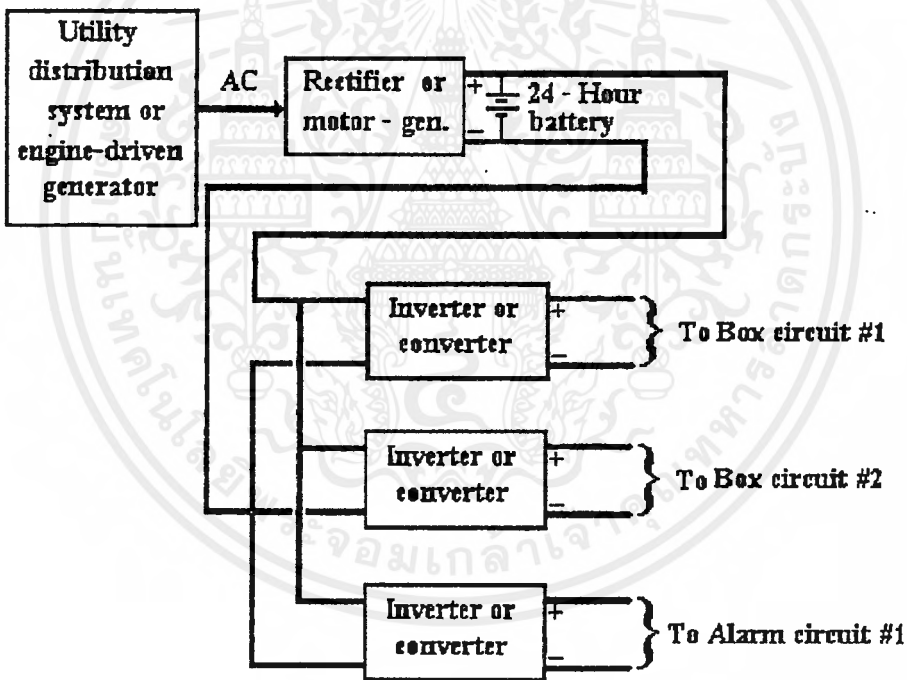 Utility
distribution
system or
engine-driven
generator
AC
Rectifier or
motor - gen.
+
−
24 - Hour
battery
Inverter or
converter
+
−
To Box circuit #1
Inverter or
converter
+
−
To Box circuit #2
Inverter or
converter
+
−
To Alarm circuit #1